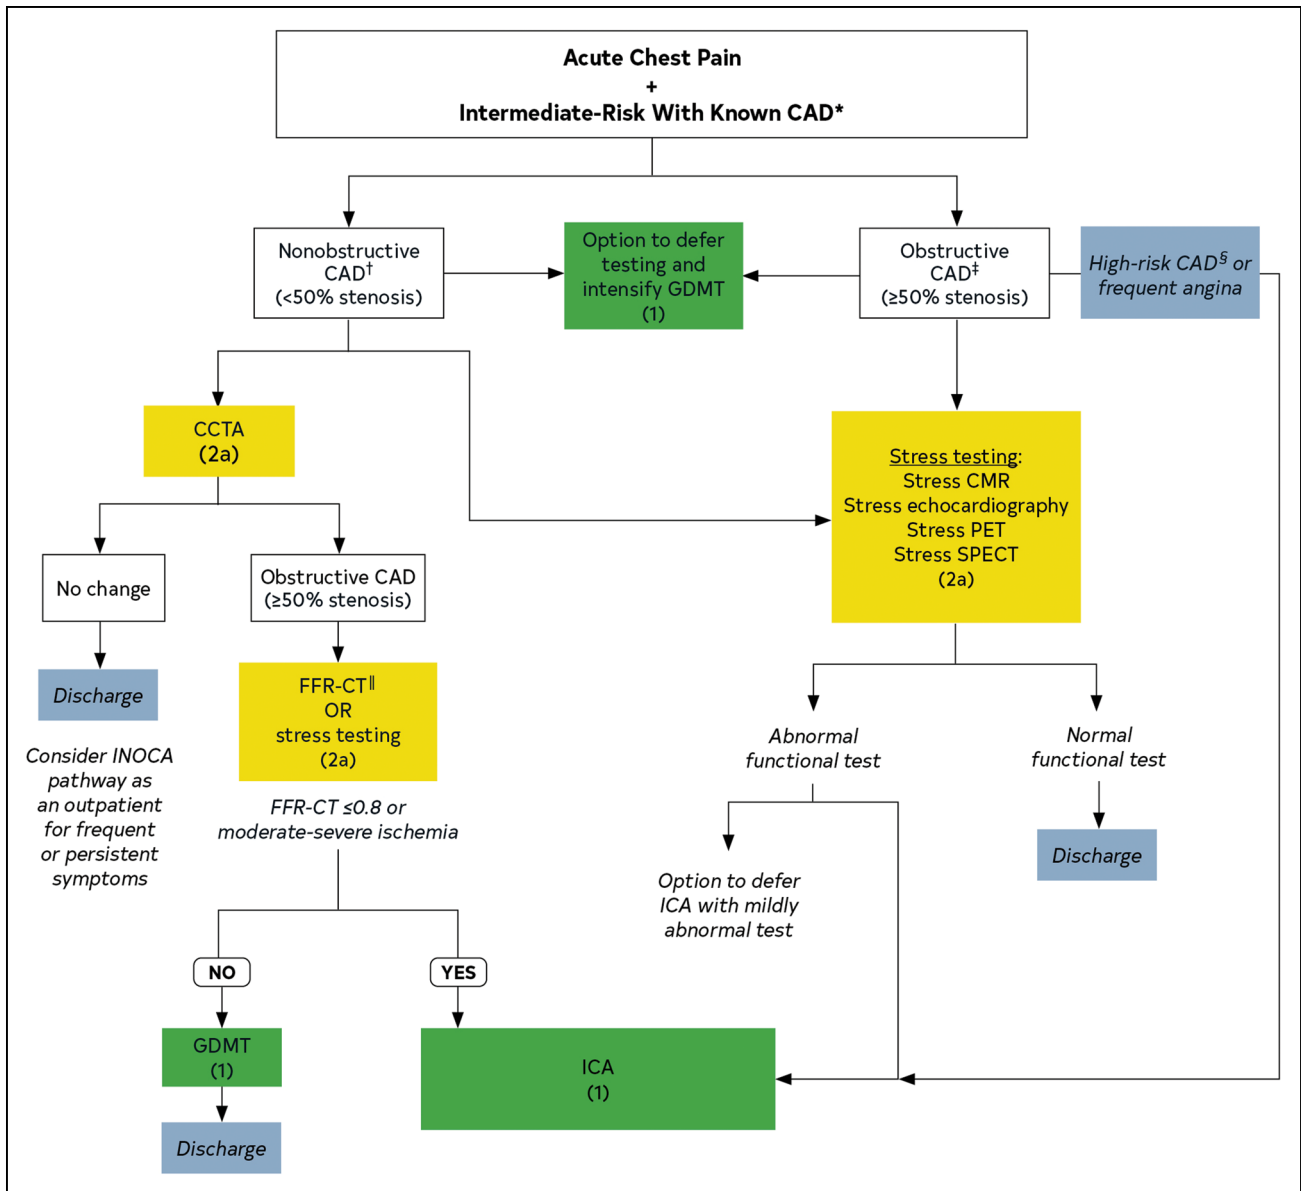 Acute Chest Pain
+
Intermediate-Risk With Known CAD*
Nonobstructive
CAD†
(<50% stenosis)
Option to defer
testing and
intensify GDMT
(1)
Obstructive
CAD‡
(≥50% stenosis)
High-risk CAD§ or
frequent angina
CCTA
(2a)
Stress testing:
Stress CMR
Stress echocardiography
Stress PET
Stress SPECT
(2a)
No change
Obstructive CAD
(≥50% stenosis)
Discharge
Consider INOCA
pathway as
an outpatient
for frequent
or persistent
symptoms
FFR-CT‖
OR
stress testing
(2a)
FFR-CT ≤0.8 or
moderate-severe ischemia
Abnormal
functional test
Normal
functional test
Discharge
Option to defer
ICA with mildly
abnormal test
NO
YES
GDMT
(1)
ICA
(1)
Discharge